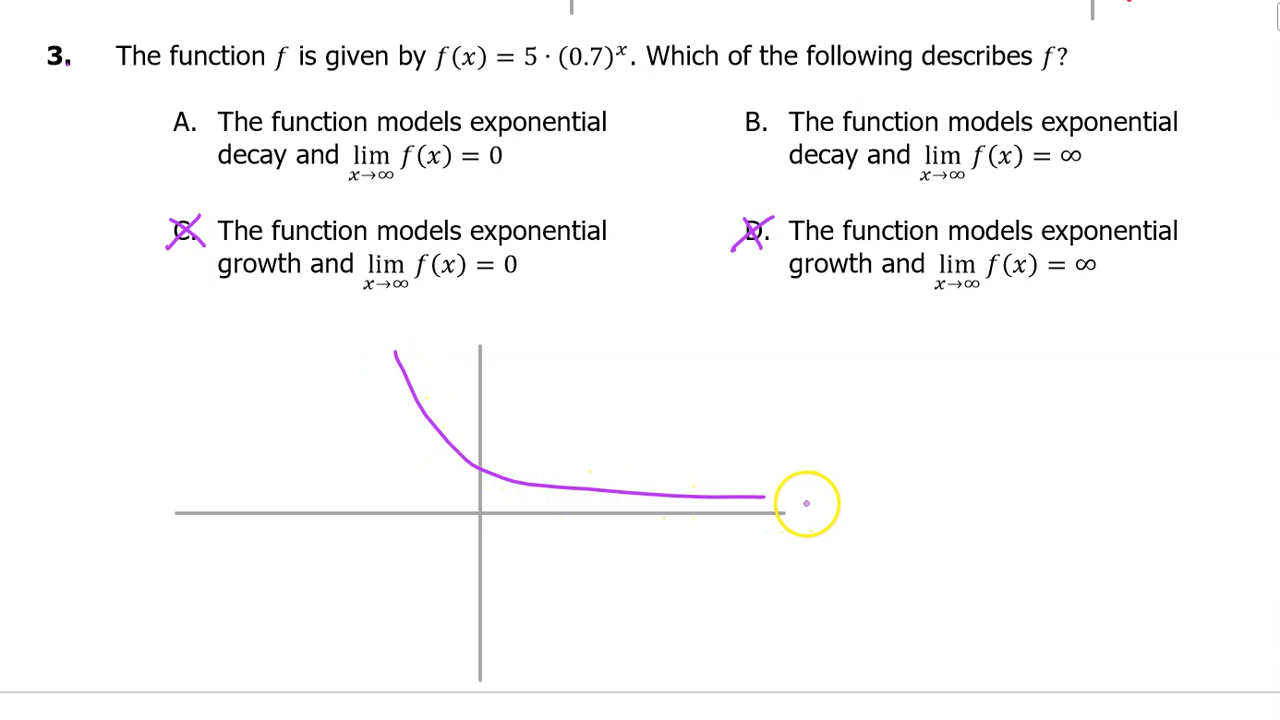 3. The function f is given by f(x) = 5 · (0.7)ˣ. Which of the following describes f?
A. The function models exponential
decay and lim f(x) = 0
x→∞
B. The function models exponential
decay and lim f(x) = ∞
x→∞
C. The function models exponential
growth and lim f(x) = 0
x→∞
D. The function models exponential
growth and lim f(x) = ∞
x→∞